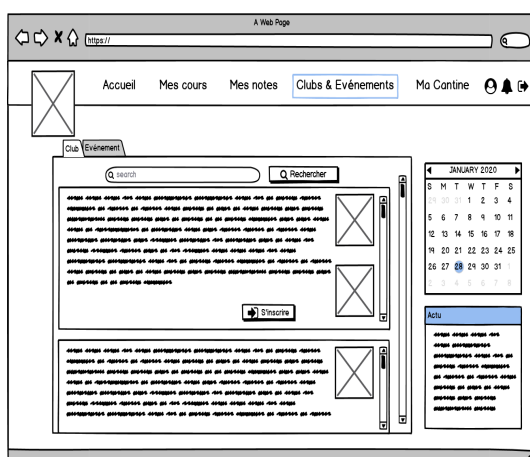 A Web Page
https://
Accueil Mes cours Mes notes Clubs & Evénements Ma Cantine
Club Evénement
search Rechercher
S'inscrire
JANUARY 2020
S M T W T F S
29 30 31 1 2 3 4
5 6 7 8 9 10 11
12 13 14 15 16 17 18
19 20 21 22 23 24 25
26 27 28 29 30 31 1
2 3 4 5 6 7 8
Actu